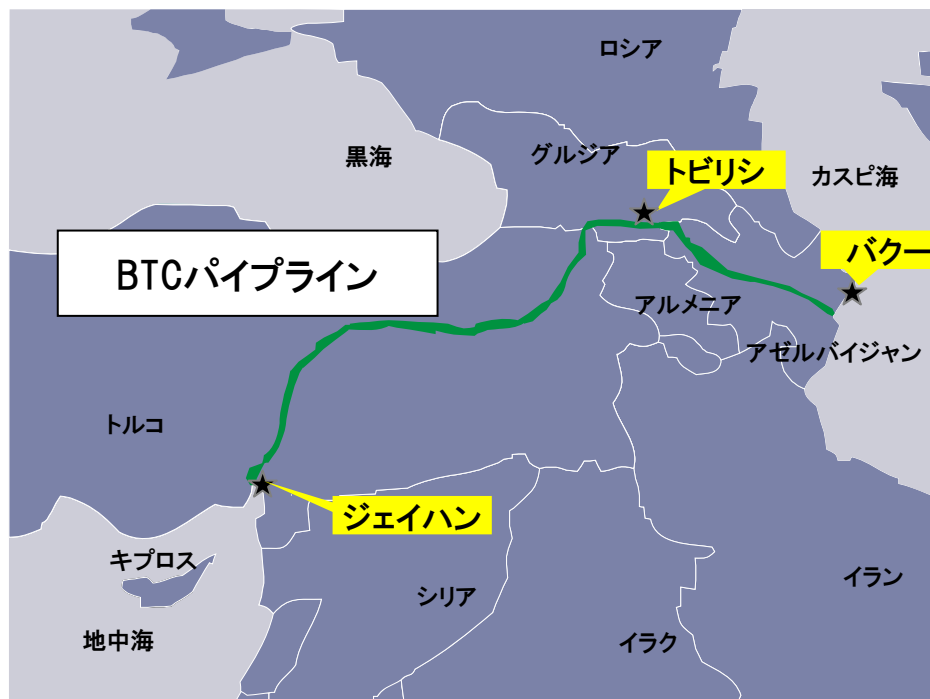 ロシア
黒海
グルジア
トビリシ
カスピ海
BTCパイプライン
バクー
アルメニア
アゼルバイジャン
トルコ
ジェイハン
キプロス
シリア
イラン
地中海
イラク